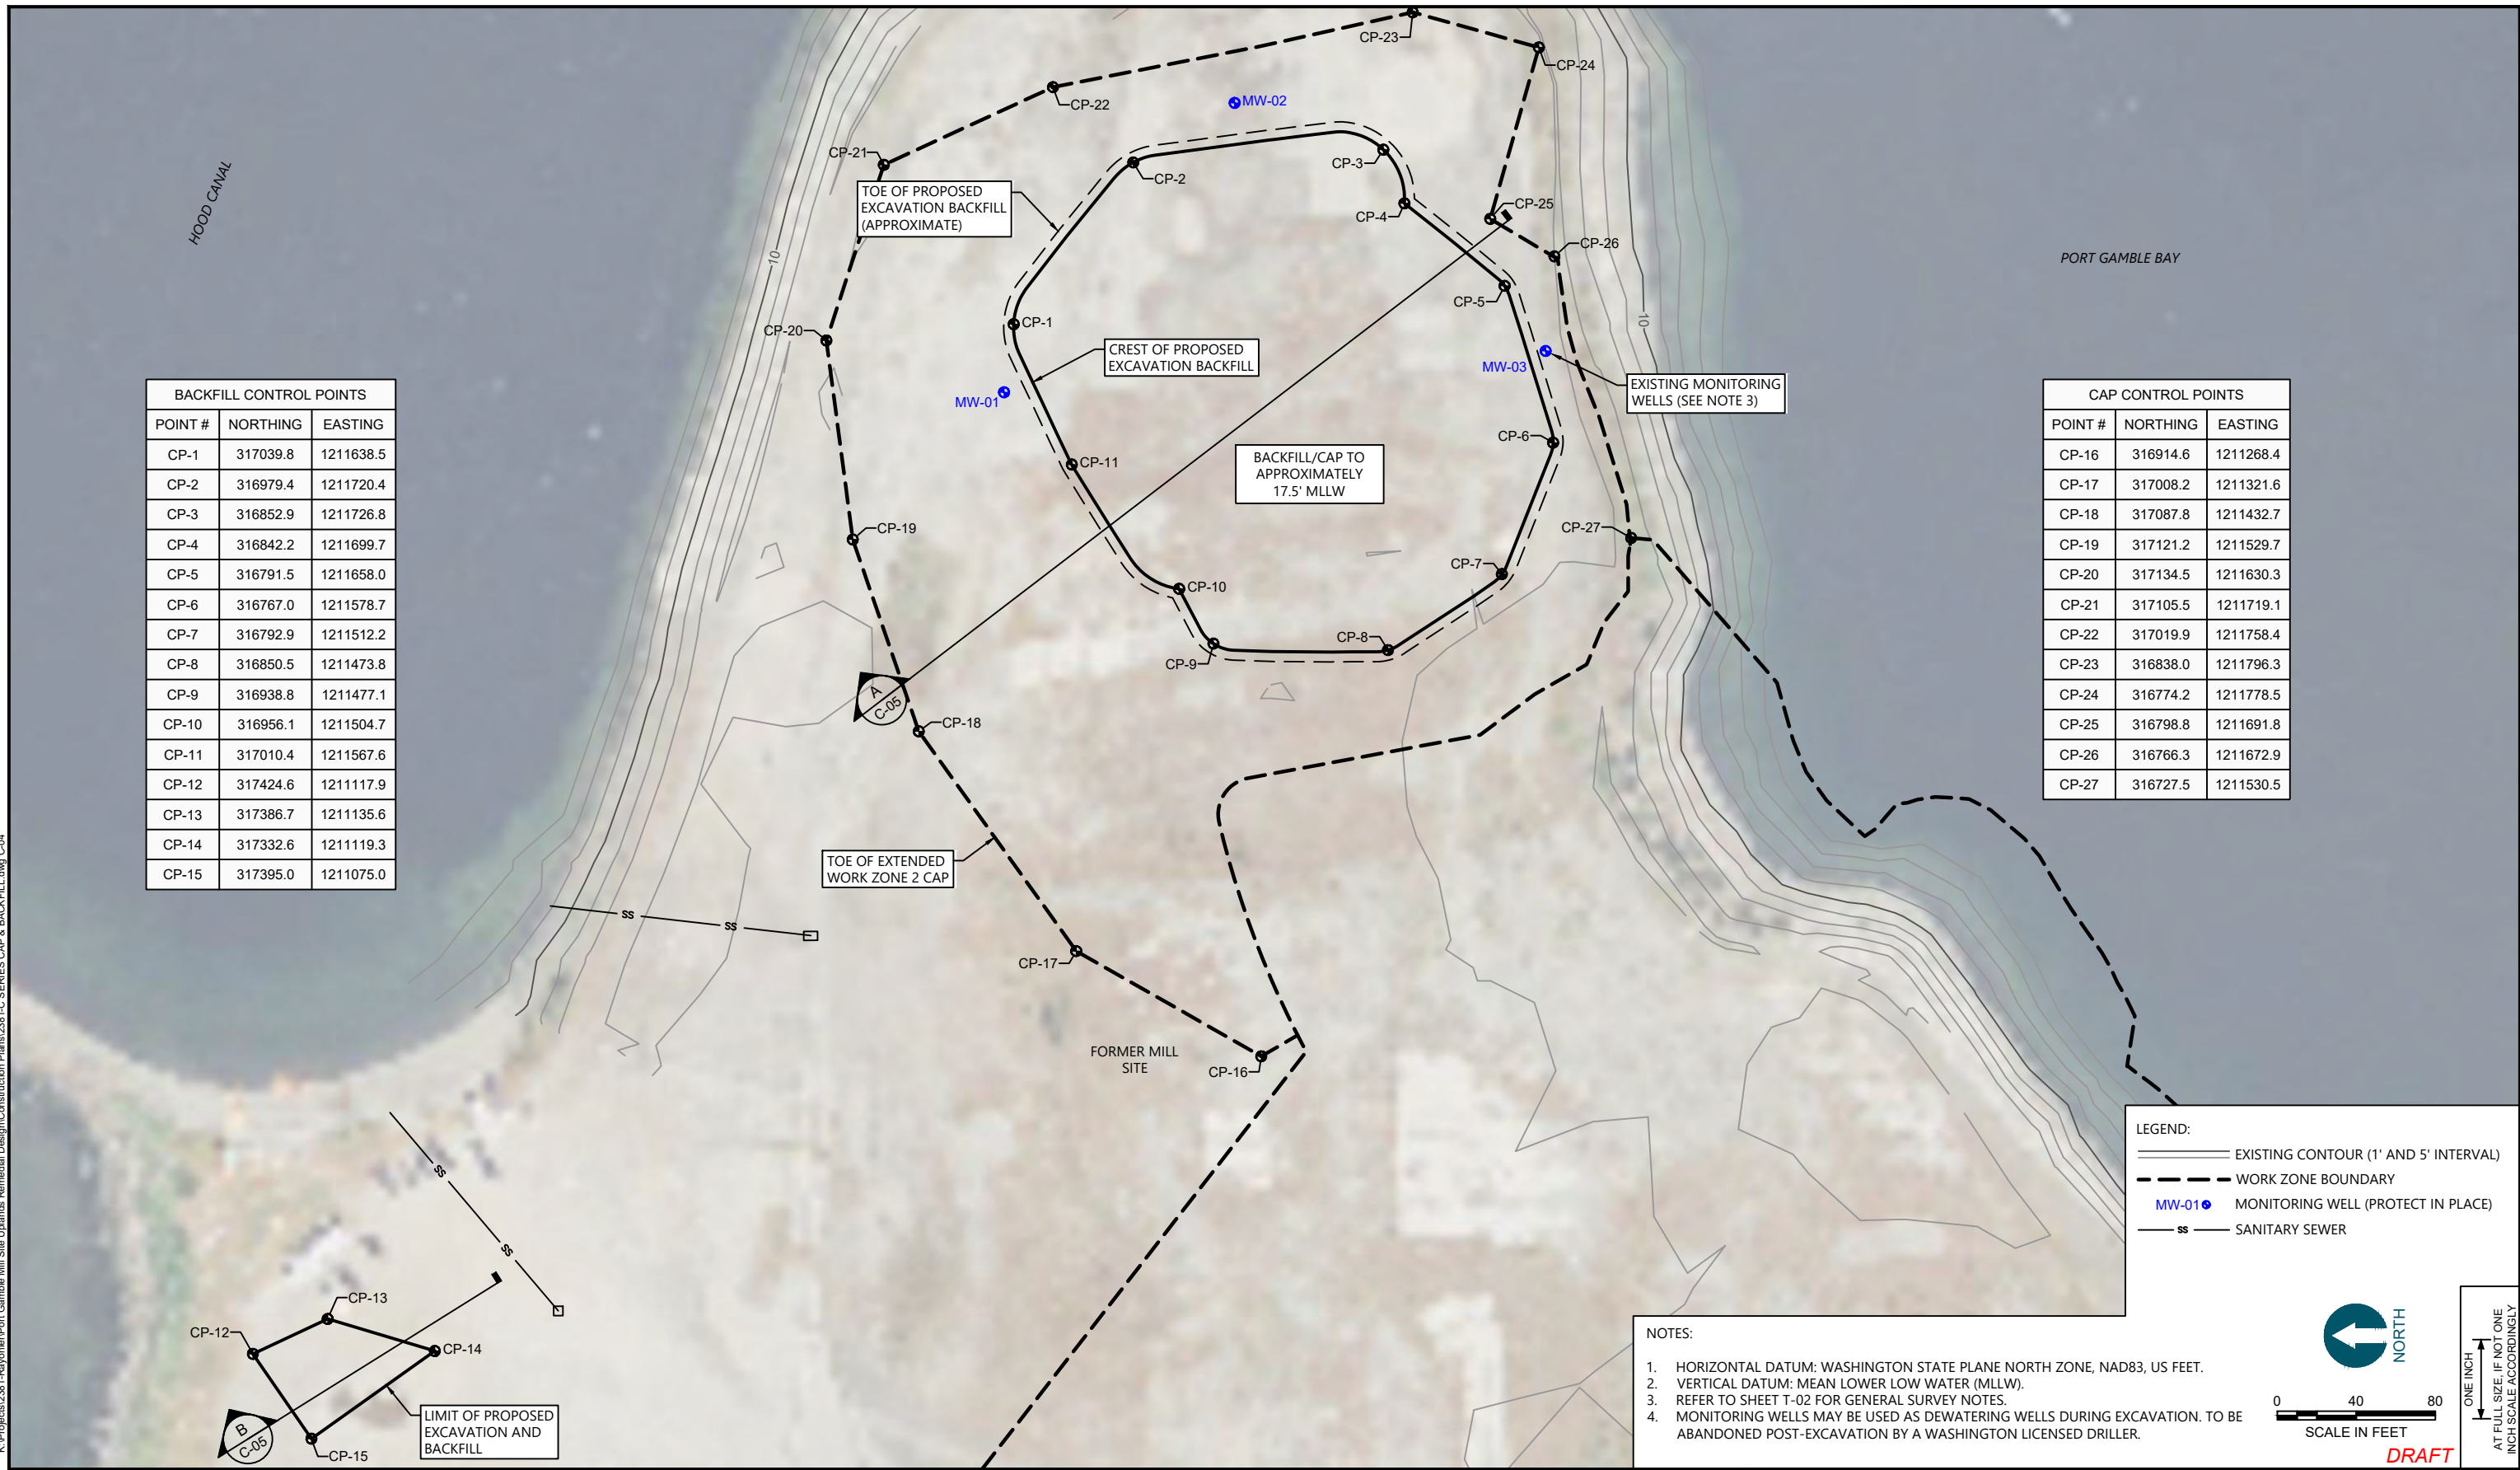 CP-23
CP-24
CP-22
MW-02
CP-21
CP-3
CP-2
HOOD CANAL
TOE OF PROPOSED
EXCAVATION BACKFILL
(APPROXIMATE)
CP-4
CP-25
CP-26
PORT GAMBLE BAY
10
CP-5
CP-1
10
CP-20
CREST OF PROPOSED
EXCAVATION BACKFILL
MW-03
MW-01
EXISTING MONITORING
WELLS (SEE NOTE 3)
CP-6
CP-11
BACKFILL/CAP TO
APPROXIMATELY
17.5' MLLW
CP-19
CP-27
CP-7
CP-10
CP-8
CP-9
A
C-05
CP-18
BACKFILL CONTROL POINTS
POINT # NORTHING EASTING
CP-1 317039.8 1211638.5
CP-2 316979.4 1211720.4
CP-3 316852.9 1211726.8
CP-4 316842.2 1211699.7
CP-5 316791.5 1211658.0
CP-6 316767.0 1211578.7
CP-7 316792.9 1211512.2
CP-8 316850.5 1211473.8
CP-9 316938.8 1211477.1
CP-10 316956.1 1211504.7
CP-11 317010.4 1211567.6
CP-12 317424.6 1211117.9
CP-13 317386.7 1211135.6
CP-14 317332.6 1211119.3
CP-15 317395.0 1211075.0
CAP CONTROL POINTS
POINT # NORTHING EASTING
CP-16 316914.6 1211268.4
CP-17 317008.2 1211321.6
CP-18 317087.8 1211432.7
CP-19 317121.2 1211529.7
CP-20 317134.5 1211630.3
CP-21 317105.5 1211719.1
CP-22 317019.9 1211758.4
CP-23 316838.0 1211796.3
CP-24 316774.2 1211778.5
CP-25 316798.8 1211691.8
CP-26 316766.3 1211672.9
CP-27 316727.5 1211530.5
TOE OF EXTENDED
WORK ZONE 2 CAP
SS
SS
CP-17
FORMER MILL
SITE
CP-16
SS
SS
CP-13
CP-12
CP-14
B
C-05
CP-15
LIMIT OF PROPOSED
EXCAVATION AND
BACKFILL
LEGEND:
EXISTING CONTOUR (1' AND 5' INTERVAL)
WORK ZONE BOUNDARY
MW-01 MONITORING WELL (PROTECT IN PLACE)
SS SANITARY SEWER
NOTES:
1. HORIZONTAL DATUM: WASHINGTON STATE PLANE NORTH ZONE, NAD83, US FEET.
2. VERTICAL DATUM: MEAN LOWER LOW WATER (MLLW).
3. REFER TO SHEET T-02 FOR GENERAL SURVEY NOTES.
4. MONITORING WELLS MAY BE USED AS DEWATERING WELLS DURING EXCAVATION. TO BE
ABANDONED POST-EXCAVATION BY A WASHINGTON LICENSED DRILLER.
NORTH
0 40 80
SCALE IN FEET
DRAFT
ONE INCH
AT FULL SIZE, IF NOT ONE
INCH SCALE ACCORDINGLY